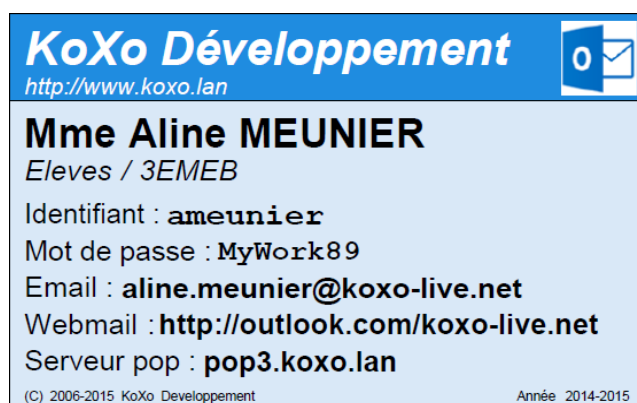 KoXo Développement
http://www.koxo.lan
O
Mme Aline MEUNIER
Eleves / 3EMEB
Identifiant : ameunier
Mot de passe : MyWork89
Email : aline.meunier@koxo-live.net
Webmail : http://outlook.com/koxo-live.net
Serveur pop : pop3.koxo.lan
(C) 2006-2015 KoXo Developpement Année 2014-2015